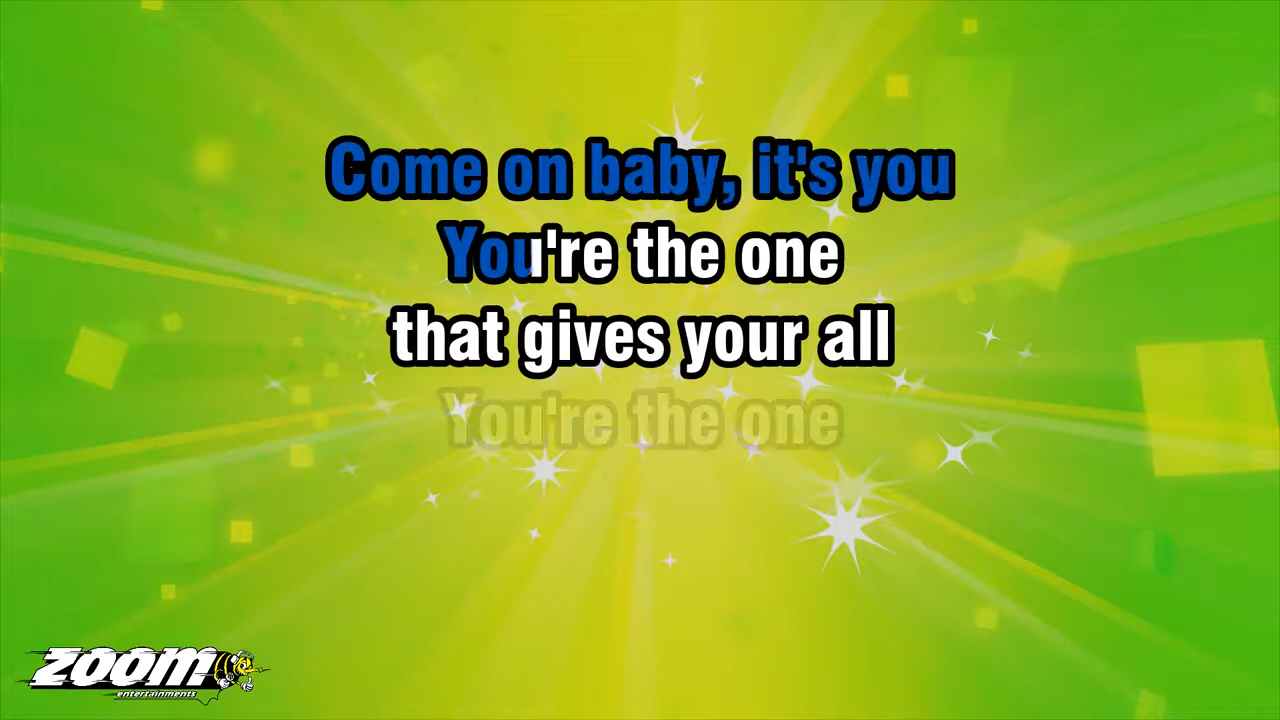 Come on baby, it's you
You're the one
that gives your all
You're the one
zoom
entertainments